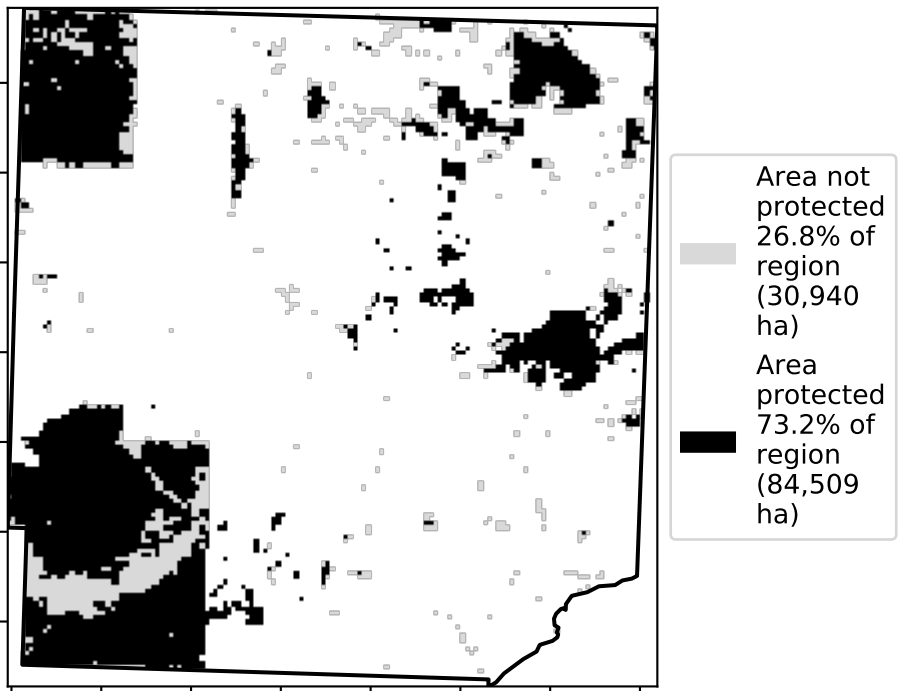 Area not
protected
26.8% of
region
(30,940
ha)
Area
protected
73.2% of
region
(84,509
ha)